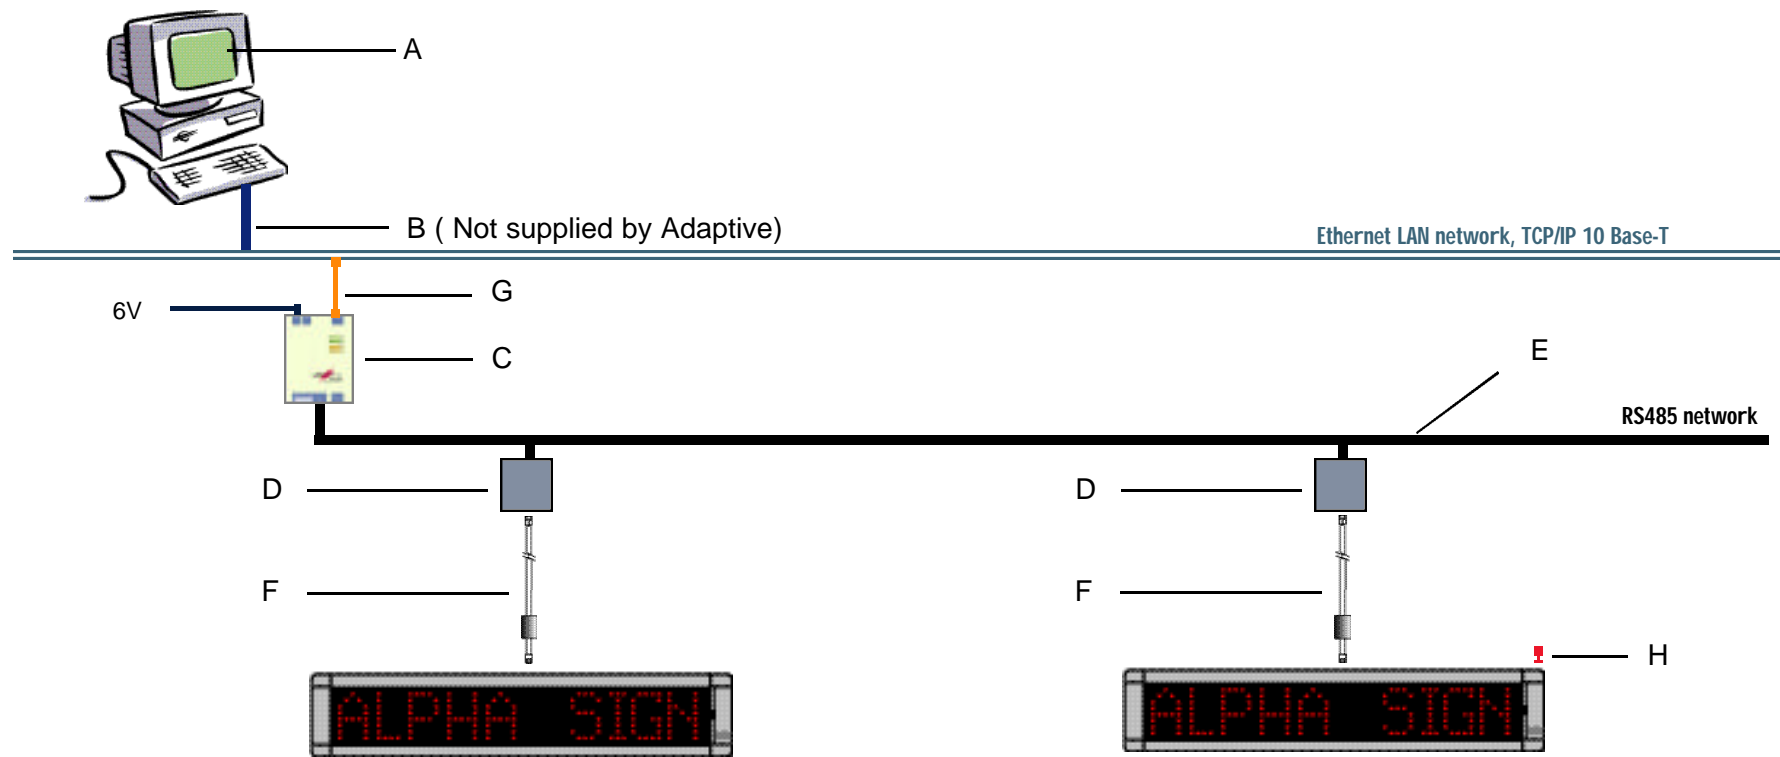 A
B ( Not supplied by Adaptive)
Ethernet LAN network, TCP/IP 10 Base-T
G
6V
C
E
RS485 network
D
D
F
F
H
ALPHA SIGN
ALPHA SIGN